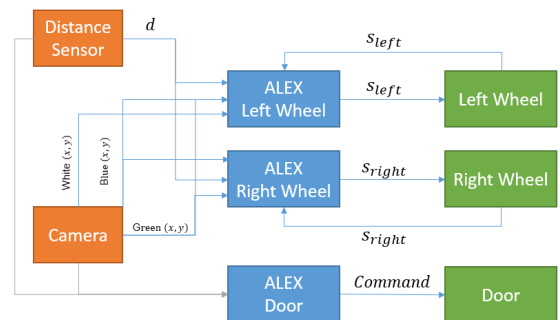 Distance
Sensor
d
s_left
ALEX
Left Wheel
s_left
Left Wheel
White (x, y)
Blue (x, y)
ALEX
Right Wheel
s_right
Right Wheel
Camera
Green (x, y)
s_right
ALEX
Door
Command
Door